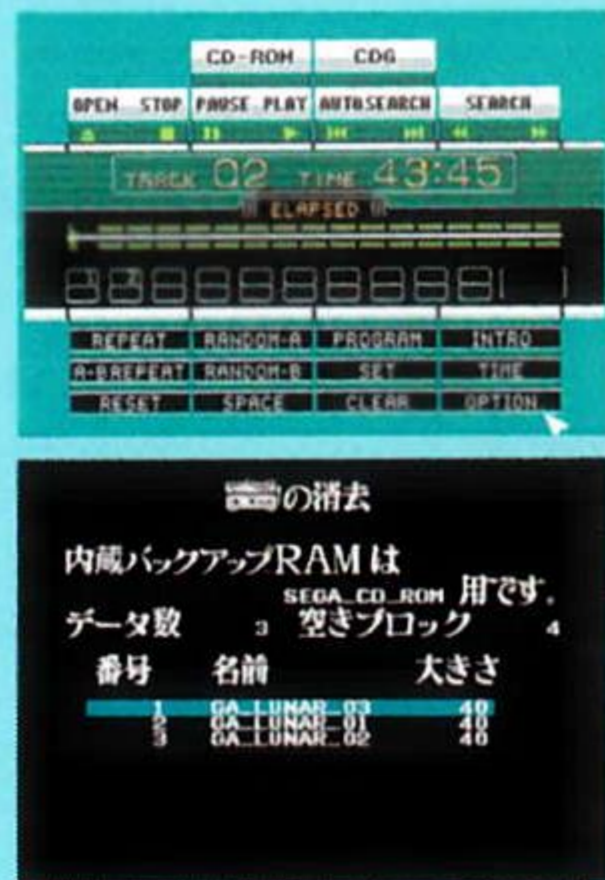 CD-ROM CDG
OPEN STOP PAUSE PLAY AUTOSEARCH SEARCH
TRACK 02 TIME 43:45
ELAPSED
1 2
REPEAT RANDOM-A PROGRAM INTRO
A-BREPEAT RANDOM-B SET TIME
RESET SPACE CLEAR OPTION
の消去
内蔵バックアップRAMは
SEGA_CD_ROM 用です。
データ数 3 空きブロック 4
番号 名前 大きさ
1 GA_LUNAR_03 40
2 GA_LUNAR_01 40
3 GA_LUNAR_02 40